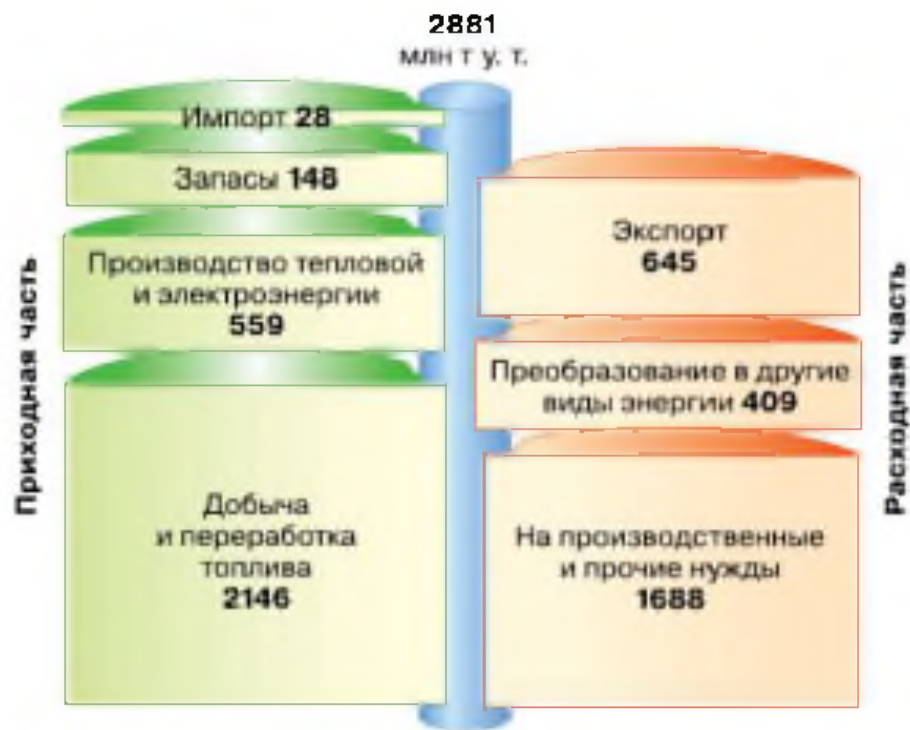 2881
млн т у. т.
Импорт 28
Запасы 148
Производство тепловой
и электроэнергии
559
Добыча
и переработка
топлива
2146
Приходная часть
Экспорт
645
Преобразование в другие
виды энергии 409
На производственные
и прочие нужды
1688
Расходная часть